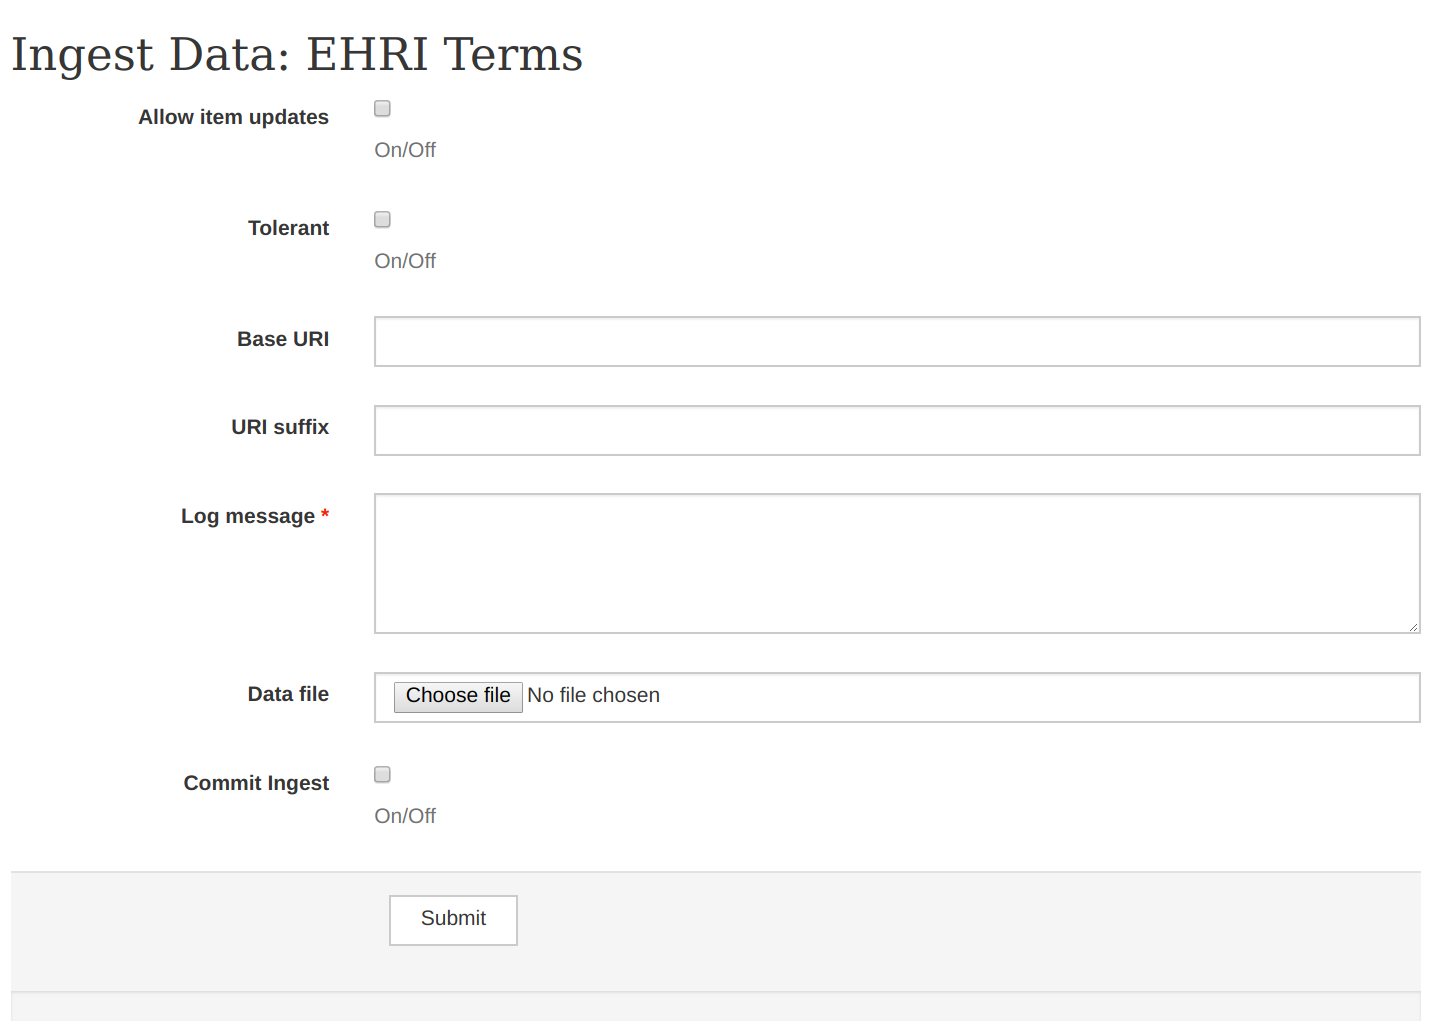 Ingest Data: EHRI Terms
Allow item updates
On/Off
Tolerant
On/Off
Base URI
URI suffix
Log message *
Data file
Choose file No file chosen
Commit Ingest
On/Off
Submit